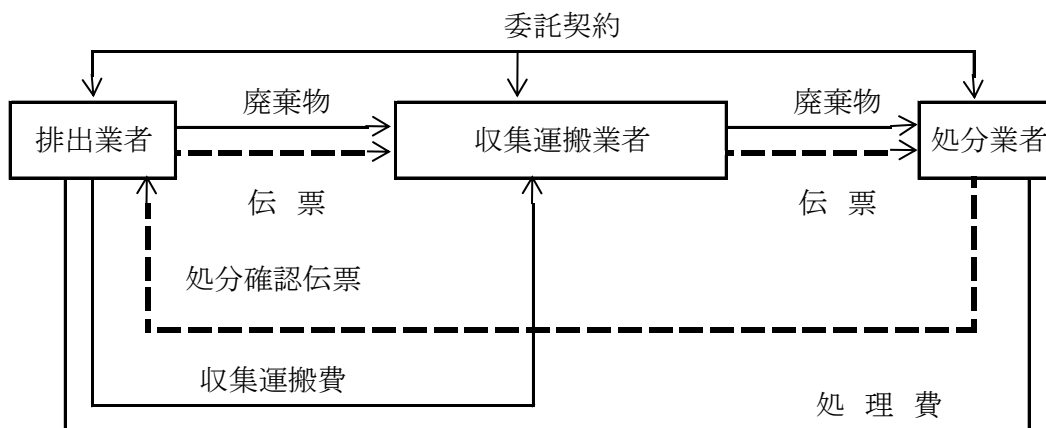 委託契約
廃棄物
廃棄物
排出業者
収集運搬業者
処分業者
伝 票
伝 票
処分確認伝票
収集運搬費
処 理 費